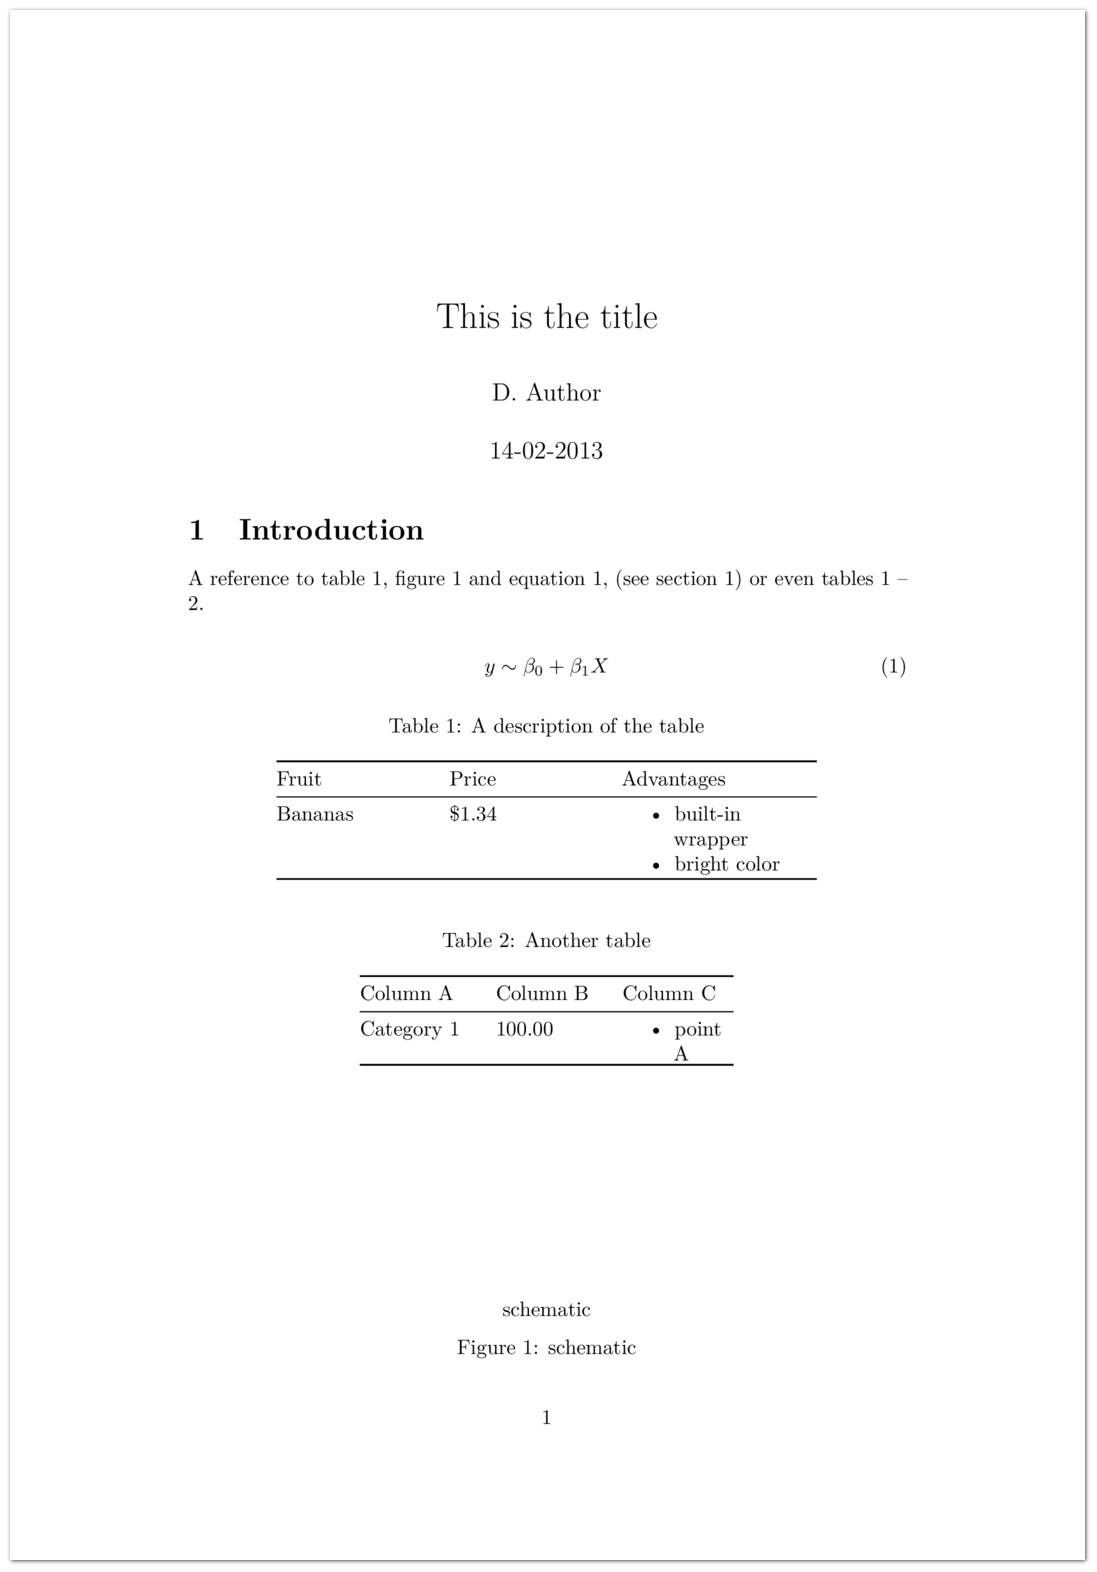 This is the title
D. Author
14-02-2013
1 Introduction
A reference to table 1, figure 1 and equation 1, (see section 1) or even tables 1 –
2.
y ∼ β₀ + β₁X (1)
Table 1: A description of the table
Fruit Price Advantages
Bananas $1.34 • built-in
wrapper
• bright color
Table 2: Another table
Column A Column B Column C
Category 1 100.00 • point
A
schematic
Figure 1: schematic
1